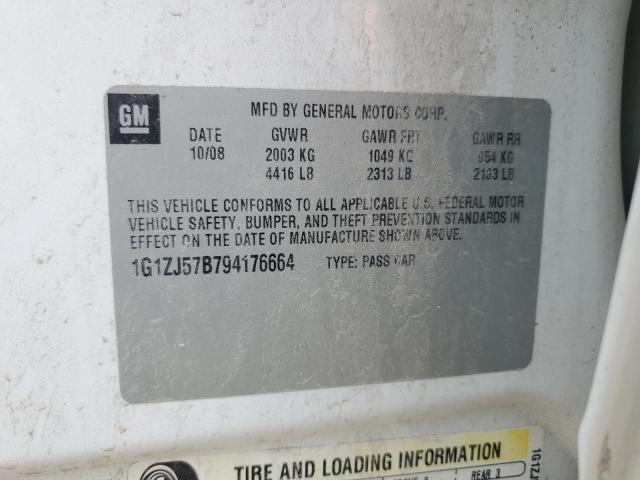 GM
MFD BY GENERAL MOTORS CORP.
DATE GVWR GAWR FRT GAWR RR
10/08 2003 KG 1049 KG 954 KG
4416 LB 2313 LB 2103 LB
THIS VEHICLE CONFORMS TO ALL APPLICABLE U.S. FEDERAL MOTOR
VEHICLE SAFETY, BUMPER, AND THEFT PREVENTION STANDARDS IN
EFFECT ON THE DATE OF MANUFACTURE SHOWN ABOVE.
1G1ZJ57B794176664 TYPE: PASS CAR
TIRE AND LOADING INFORMATION
REAR 3
1G1ZJ